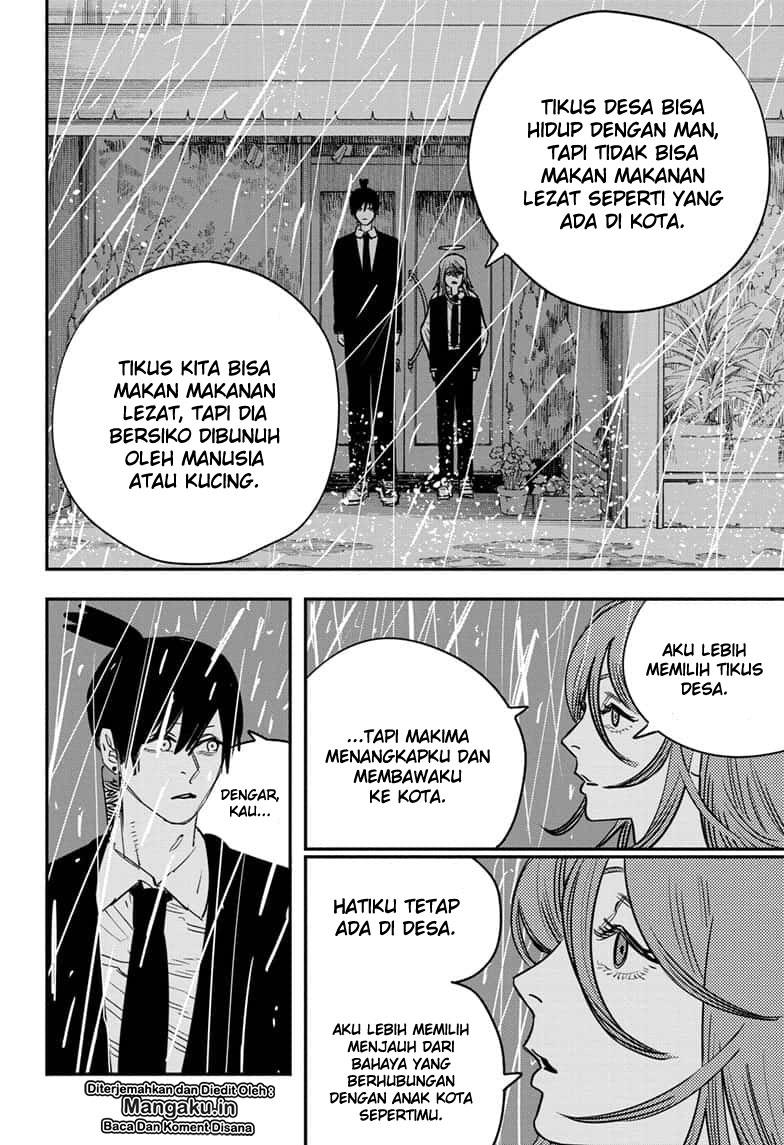 TIKUS DESA BISA
HIDUP DENGAN MAN,
TAPI TIDAK BISA
MAKAN MAKANAN
LEZAT SEPERTI YANG
ADA DI KOTA.
TIKUS KITA BISA
MAKAN MAKANAN
LEZAT, TAPI DIA
BERSIKO DIBUNUH
OLEH MANUSIA
ATAU KUCING.
AKU LEBIH
MEMILIH TIKUS
DESA.
...TAPI MAKIMA
MENANGKAPKU DAN
MEMBAWAKU
KE KOTA.
HATIKU TETAP
ADA DI DESA.
AKU LEBIH MEMILIH
MENJAUH DARI
BAHAYA YANG
BERHUBUNGAN
DENGAN ANAK KOTA
SEPERTIMU.
DENGAR,
KAU...
Diterjemahkan dan Diedit Oleh :
Mangaku.in
Baca Dan Koment Disana